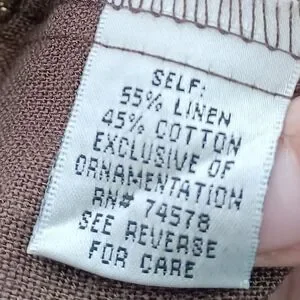 SELF:
55% LINEN
45% COTTON
EXCLUSIVE OF
ORNAMENTATION
RN# 74578
SEE REVERSE
FOR CARE